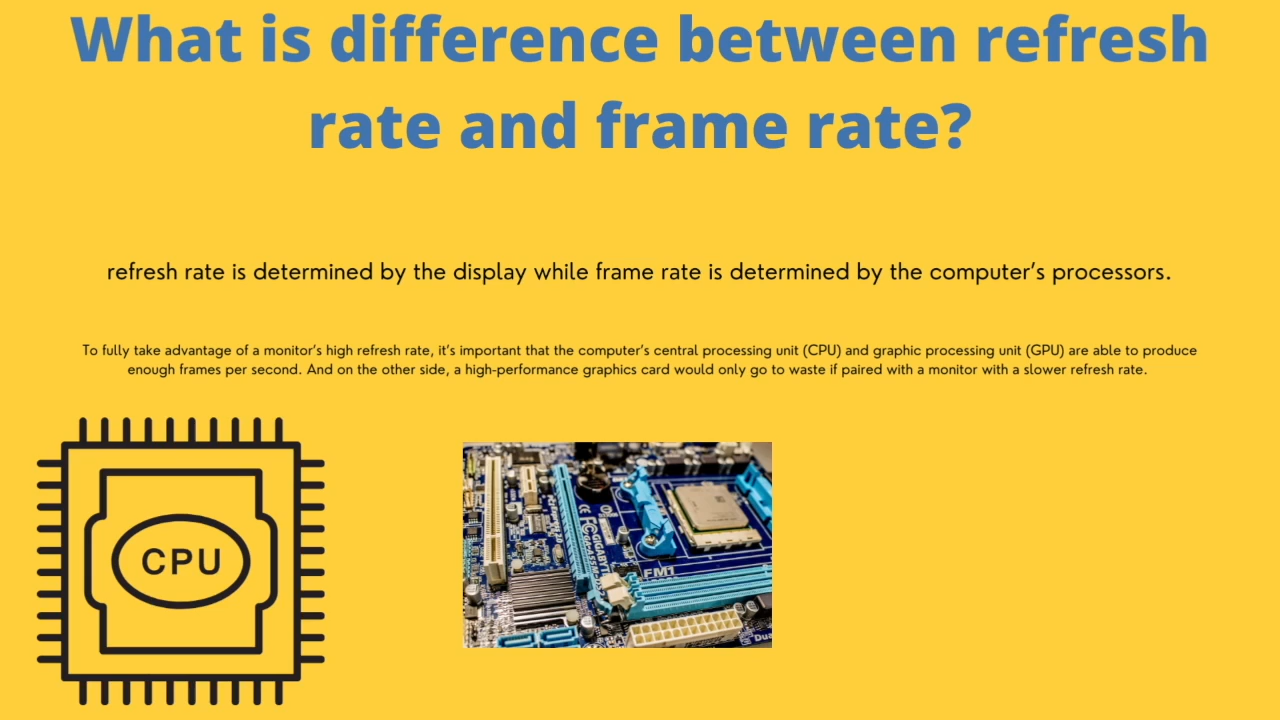 What is difference between refresh
rate and frame rate?
refresh rate is determined by the display while frame rate is determined by the computer's processors.
To fully take advantage of a monitor's high refresh rate, it's important that the computer's central processing unit (CPU) and graphic processing unit (GPU) are able to produce
enough frames per second. And on the other side, a high-performance graphics card would only go to waste if paired with a monitor with a slower refresh rate.
CPU
FM1
GIGABYTE
Dua